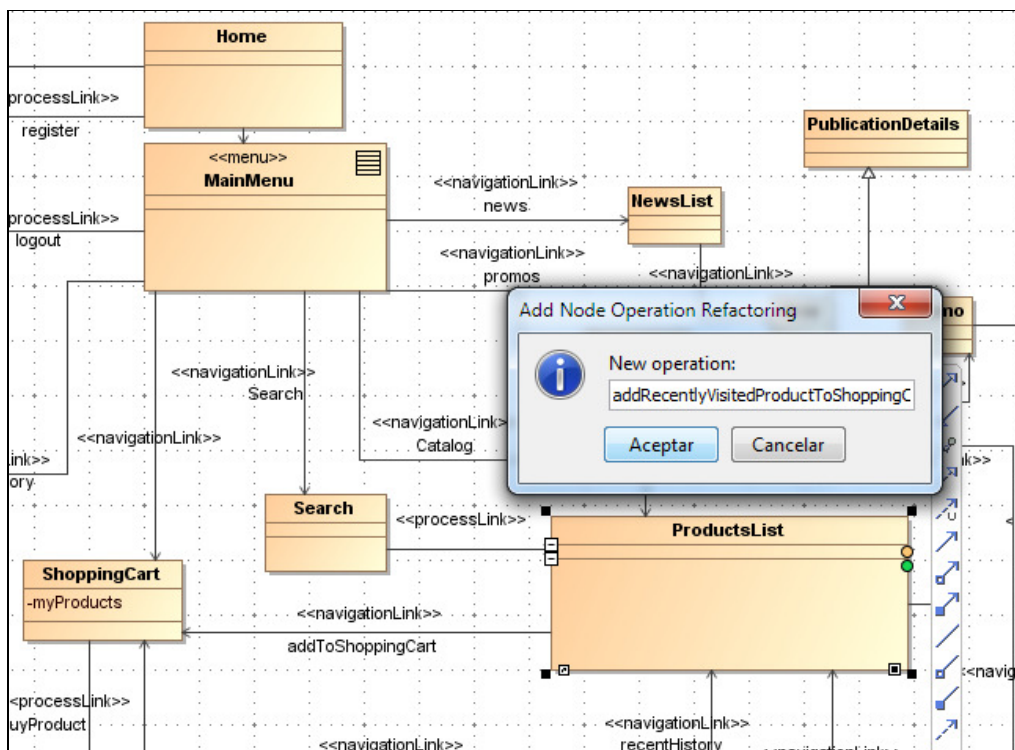 Home
processLink>>
register
<<menu>>
MainMenu
PublicationDetails
<<navigationLink>>
news
NewsList
processLink>>
logout
<<navigationLink>>
promos
<<navigationLink>>
Add Node Operation Refactoring
no
New operation:
addRecentlyVisitedProductToShoppingC
Aceptar
Cancelar
<<navigationLink>>
Search
<<navigationLink>>
<<navigationLink>
Catalog
ink>>
ory
k>>
Search
<<processLink>>
ProductsList
ShoppingCart
-myProducts
<<navigationLink>>
addToShoppingCart
<<navig
<processLink>>
uyProduct
<<navigationLink>>
recentHistory
<<navigationLink>>